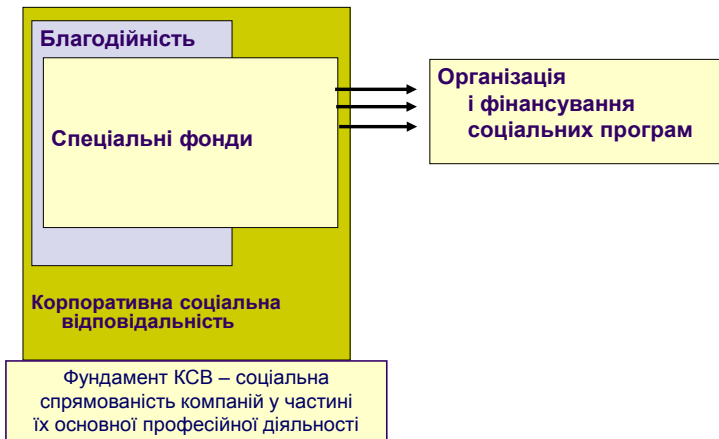 Благодійність
Спеціальні фонди
Організація
і фінансування
соціальних програм
Корпоративна соціальна
відповідальність
Фундамент КСВ – соціальна
спрямованість компаній у частині
їх основної професійної діяльності